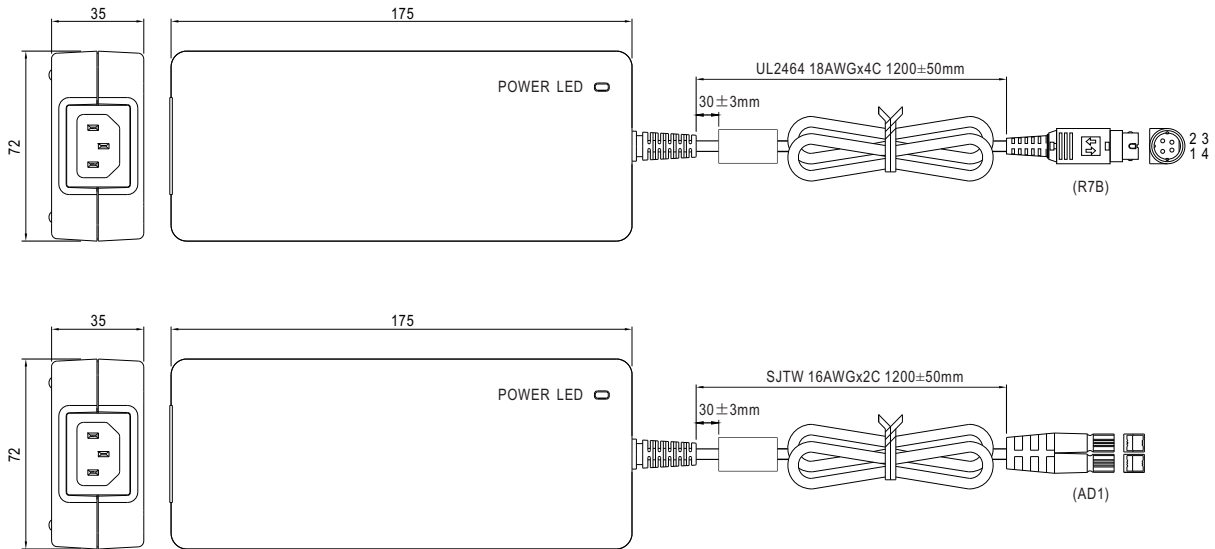 35
175
72
POWER LED
UL2464 18AWGx4C 1200±50mm
30±3mm
2 3
1 4
(R7B)
35
175
72
POWER LED
SJTW 16AWGx2C 1200±50mm
30±3mm
(AD1)